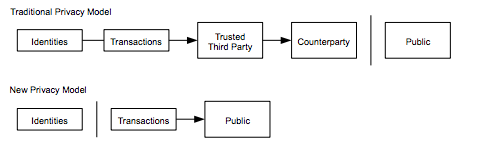 Traditional Privacy Model
Identities
Transactions
Trusted
Third Party
Counterparty
Public
New Privacy Model
Identities
Transactions
Public